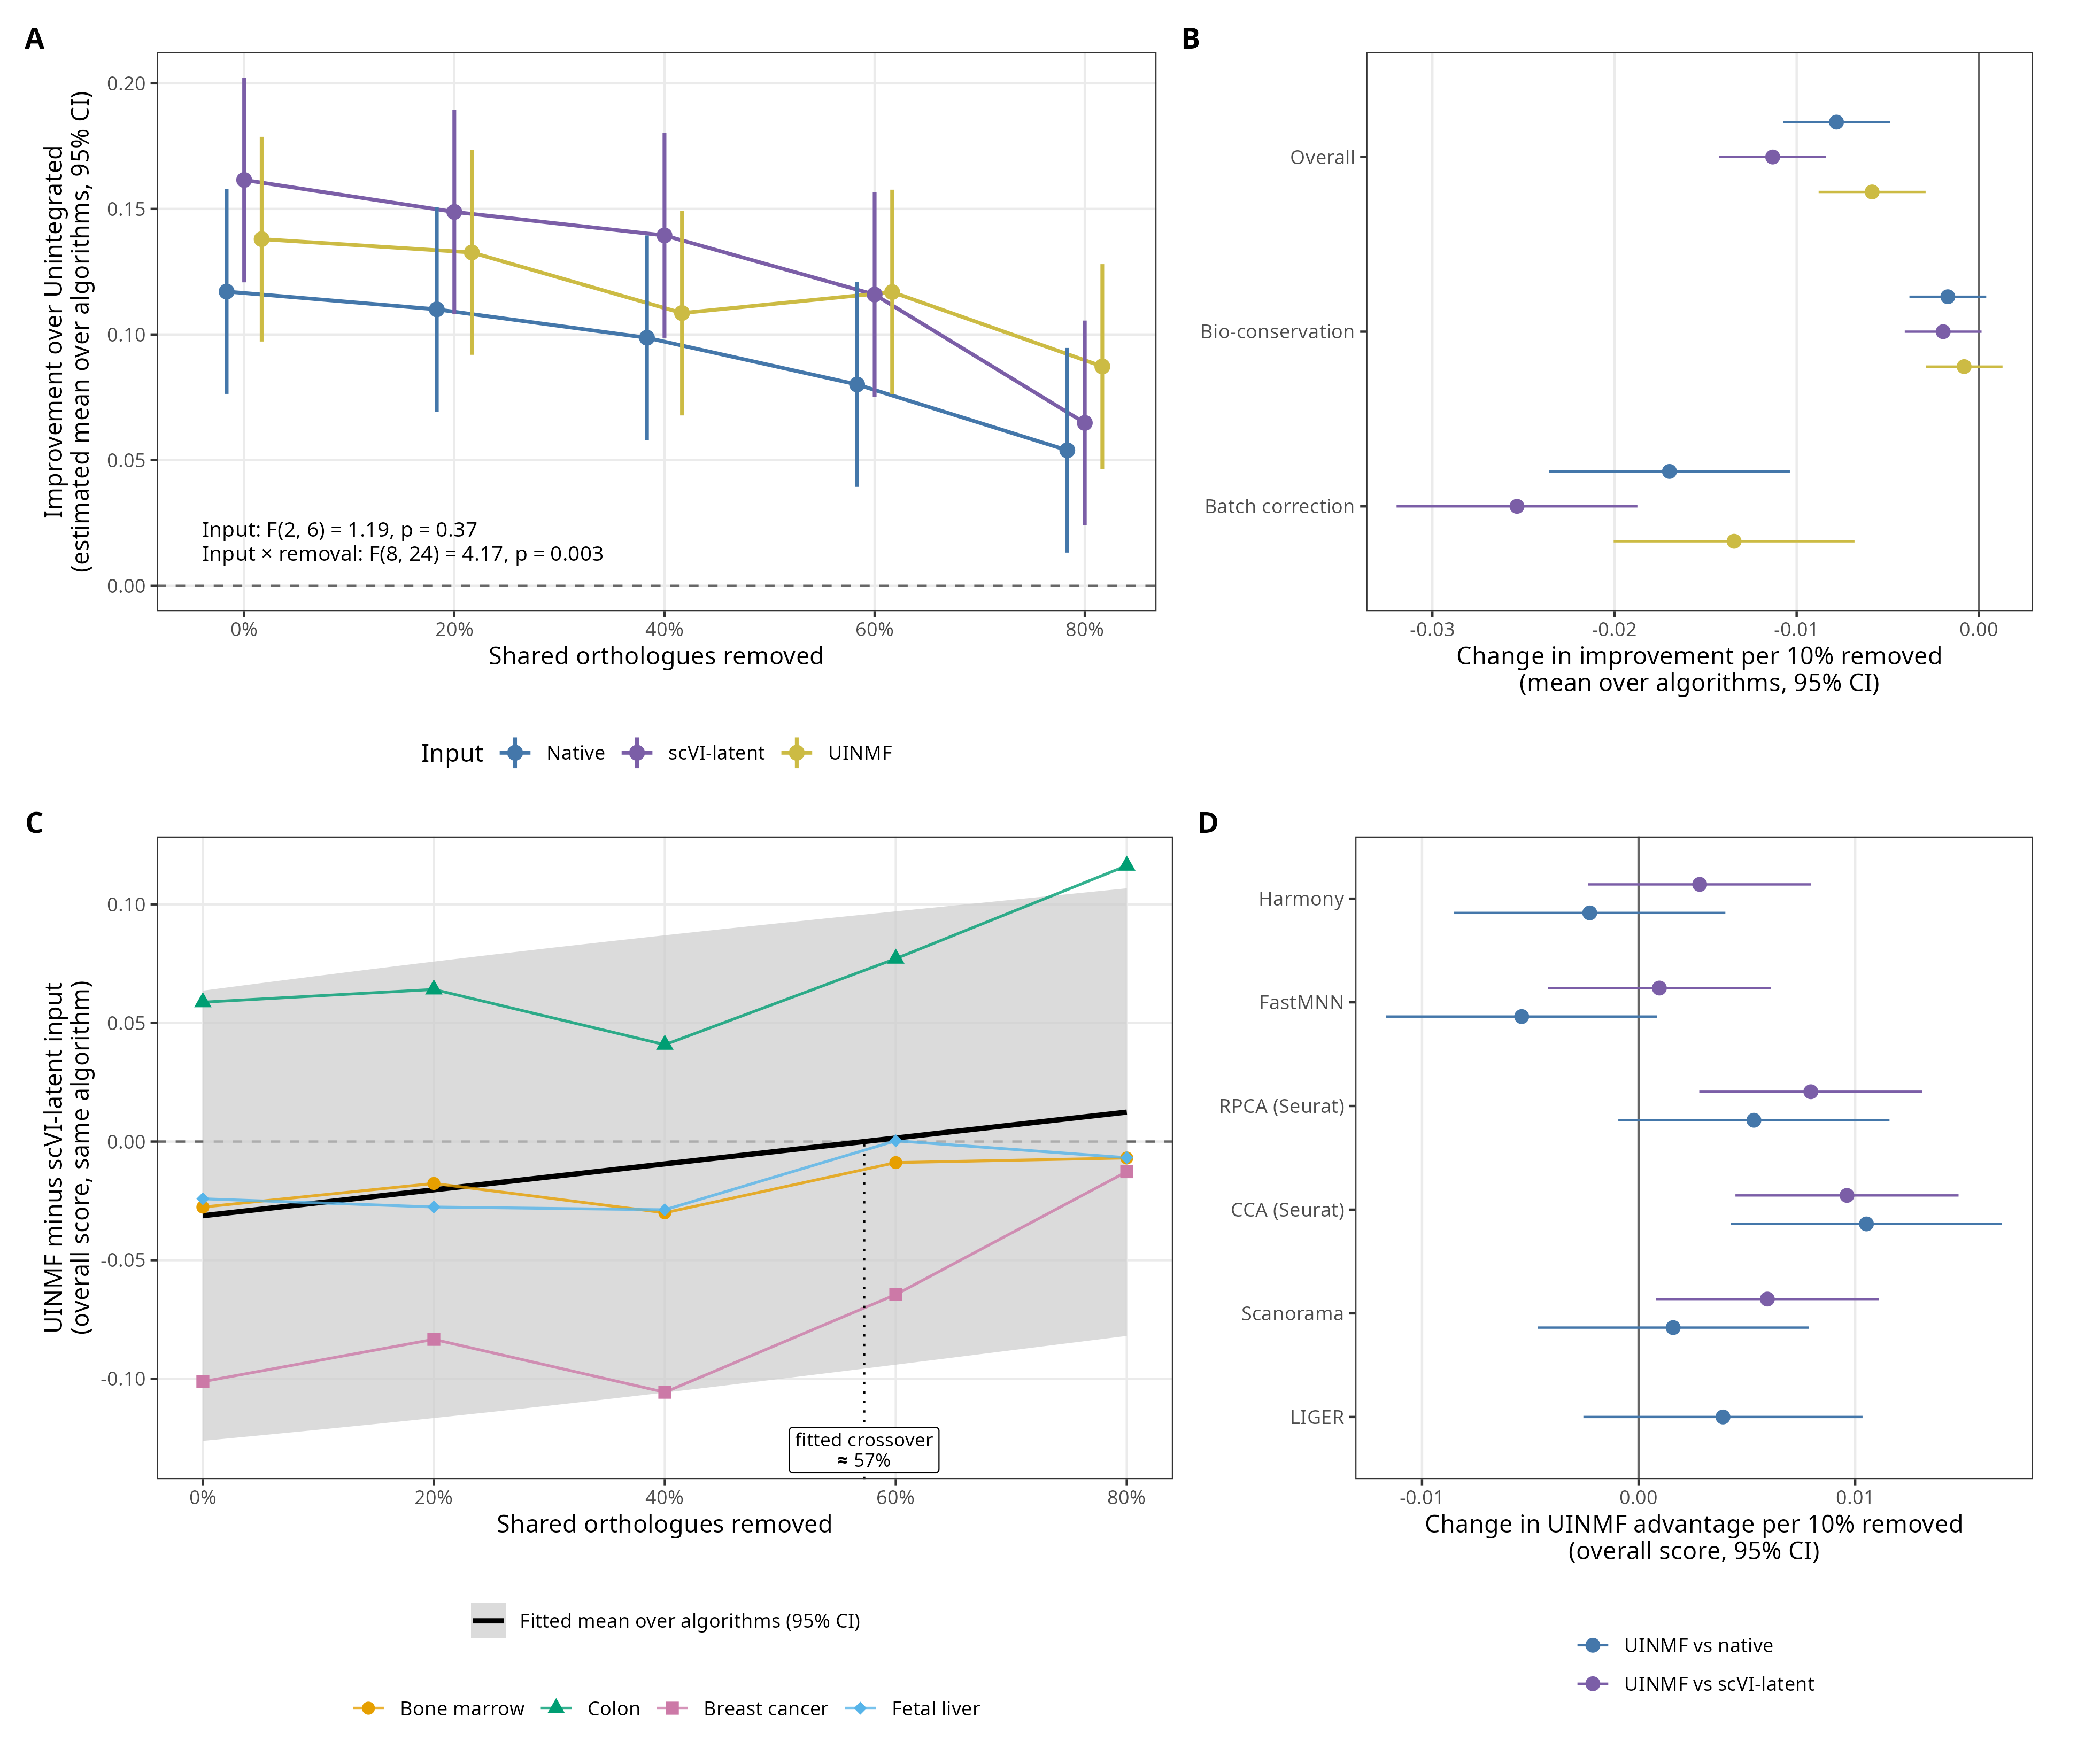 A
Improvement over Unintegrated
(estimated mean over algorithms, 95% CI)
0.20
0.15
0.10
0.05
0.00
Input: F(2, 6) = 1.19, p = 0.37
Input × removal: F(8, 24) = 4.17, p = 0.003
0%
20%
40%
60%
80%
Shared orthologues removed
Input
Native
scVI-latent
UINMF
B
Overall
Bio-conservation
Batch correction
-0.03
-0.02
-0.01
0.00
Change in improvement per 10% removed
(mean over algorithms, 95% CI)
C
UINMF minus scVI-latent input
(overall score, same algorithm)
0.10
0.05
0.00
-0.05
-0.10
fitted crossover
≈ 57%
0%
20%
40%
60%
80%
Shared orthologues removed
Fitted mean over algorithms (95% CI)
Bone marrow
Colon
Breast cancer
Fetal liver
D
Harmony
FastMNN
RPCA (Seurat)
CCA (Seurat)
Scanorama
LIGER
-0.01
0.00
0.01
Change in UINMF advantage per 10% removed
(overall score, 95% CI)
UINMF vs native
UINMF vs scVI-latent